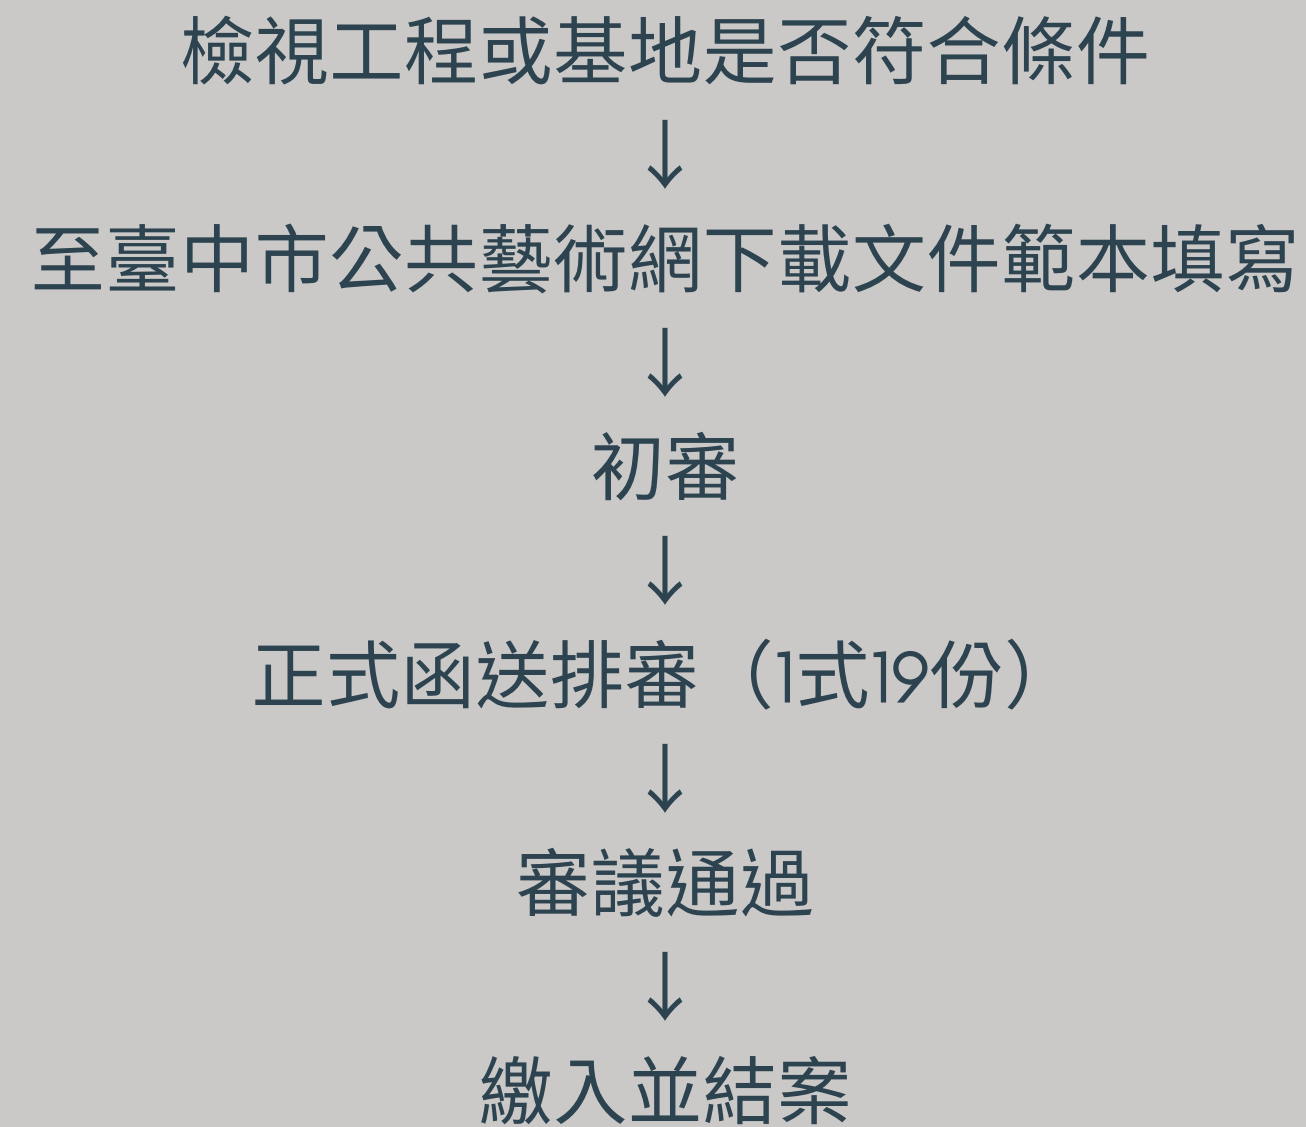 檢視工程或基地是否符合條件
↓
至臺中市公共藝術網下載文件範本填寫
↓
初審
↓
正式函送排審（1式19份）
↓
審議通過
↓
繳入並結案